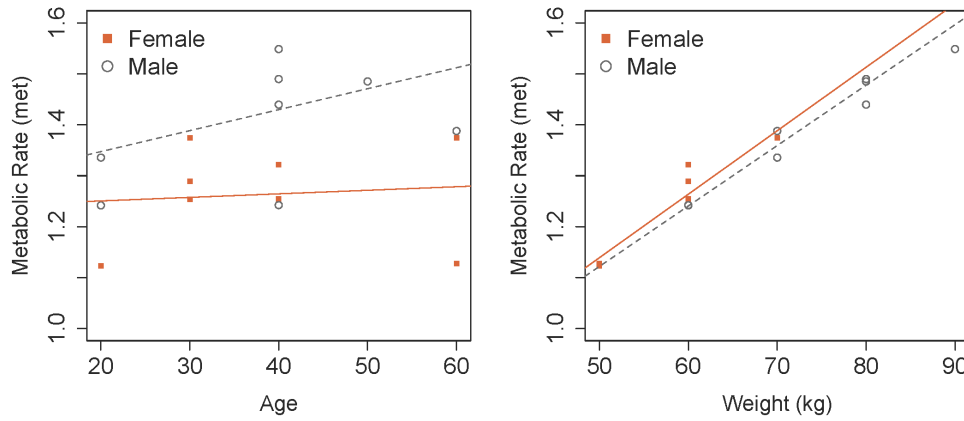 Metabolic Rate (met)
1.6
1.4
1.2
1.0
Female
Male
20 30 40 50 60
Age
Metabolic Rate (met)
1.6
1.4
1.2
1.0
Female
Male
50 60 70 80 90
Weight (kg)